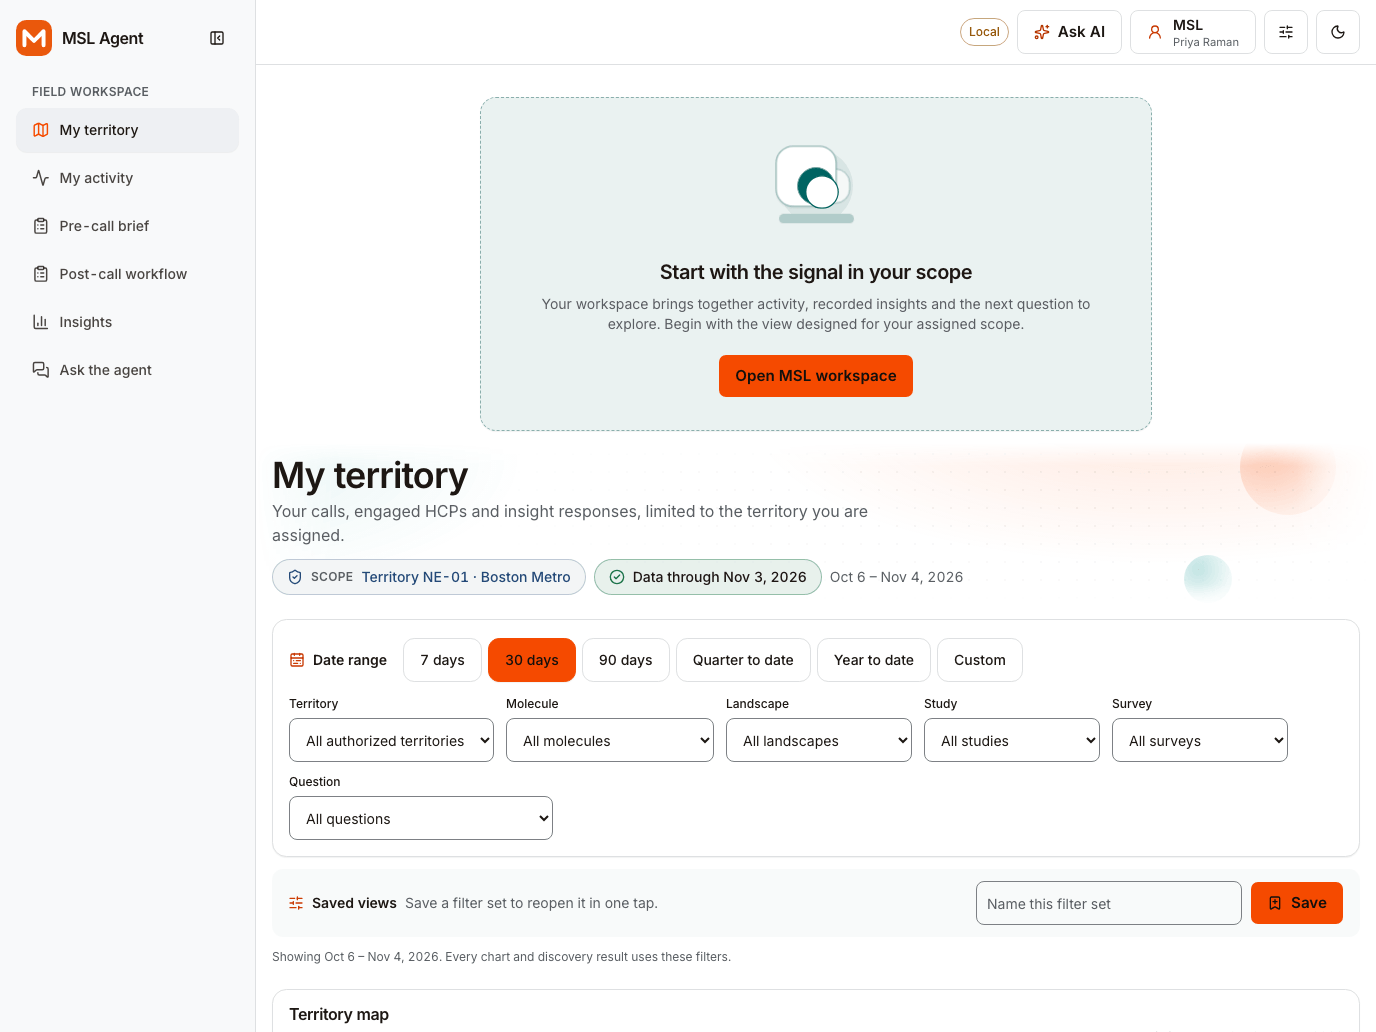 MSL Agent
FIELD WORKSPACE
My territory
My activity
Pre-call brief
Post-call workflow
Insights
Ask the agent
Local
Ask AI
MSL
Priya Raman
Start with the signal in your scope
Your workspace brings together activity, recorded insights and the next question to
explore. Begin with the view designed for your assigned scope.
Open MSL workspace
My territory
Your calls, engaged HCPs and insight responses, limited to the territory you are
assigned.
SCOPE Territory NE-01 · Boston Metro
Data through Nov 3, 2026
Oct 6 – Nov 4, 2026
Date range
7 days
30 days
90 days
Quarter to date
Year to date
Custom
Territory
Molecule
Landscape
Study
Survey
All authorized territories
All molecules
All landscapes
All studies
All surveys
Question
All questions
Saved views
Save a filter set to reopen it in one tap.
Name this filter set
Save
Showing Oct 6 – Nov 4, 2026. Every chart and discovery result uses these filters.
Territory map